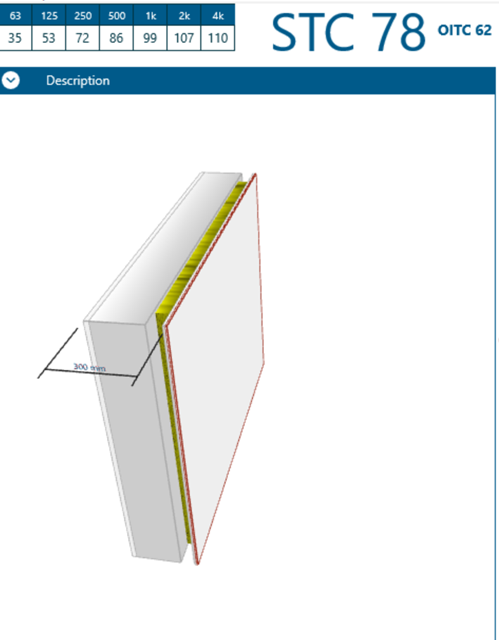 63 125 250 500 1k 2k 4k
35 53 72 86 99 107 110
STC 78 OITC 62
Description
300 mm